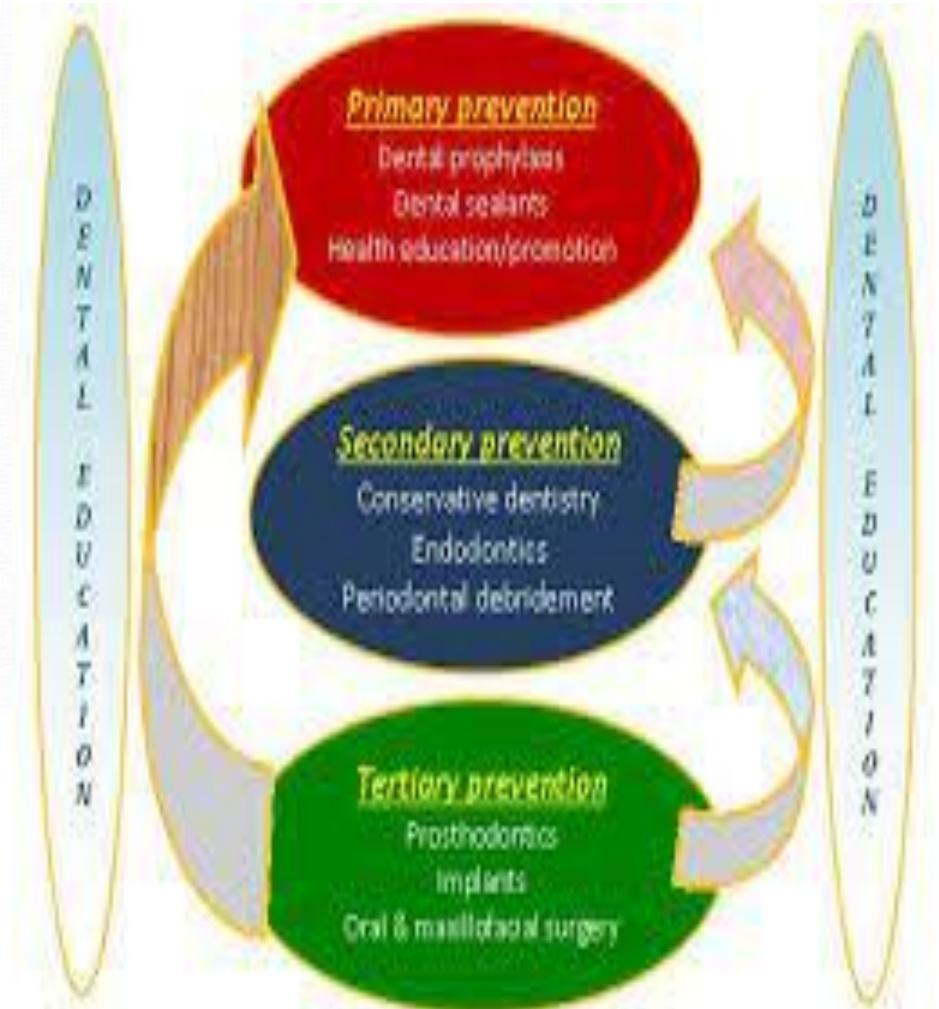 DENTAL EDUCATION
Primary prevention
Dental prophylaxis
Dental sealants
Health education/promotion
Secondary prevention
Conservative dentistry
Endodontics
Periodontal debridement
Tertiary prevention
Prosthodontics
Implants
Oral & maxillofacial surgery
DENTAL EDUCATION